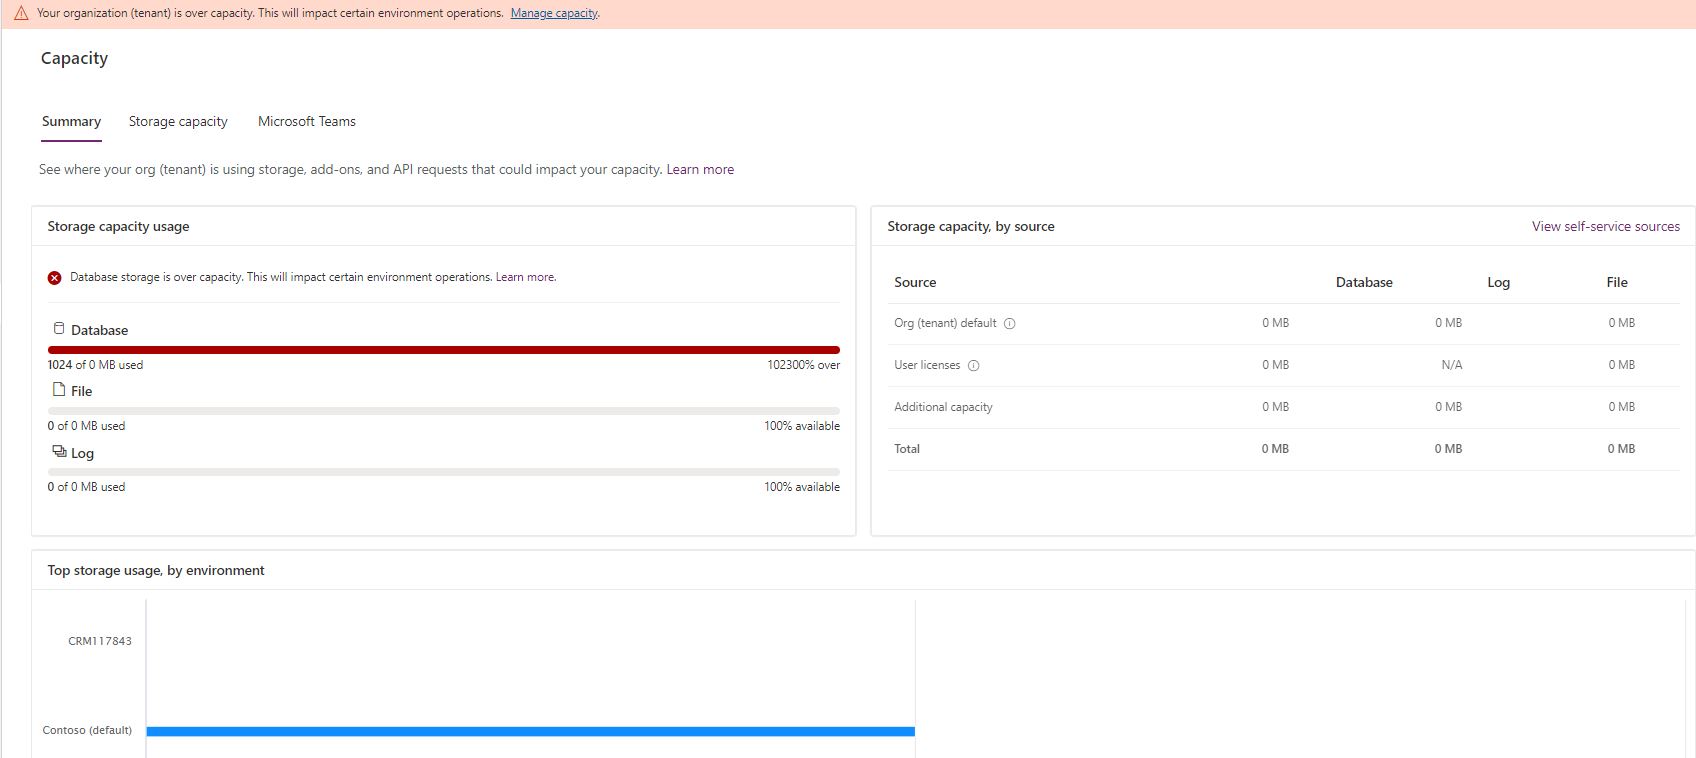 Your organization (tenant) is over capacity. This will impact certain environment operations. Manage capacity.
Capacity
Summary Storage capacity Microsoft Teams
See where your org (tenant) is using storage, add-ons, and API requests that could impact your capacity. Learn more
Storage capacity usage
Database storage is over capacity. This will impact certain environment operations. Learn more.
Database
1024 of 0 MB used 102300% over
File
0 of 0 MB used 100% available
Log
0 of 0 MB used 100% available
Storage capacity, by source View self-service sources
Source Database Log File
Org (tenant) default 0 MB 0 MB 0 MB
User licenses 0 MB N/A 0 MB
Additional capacity 0 MB 0 MB 0 MB
Total 0 MB 0 MB 0 MB
Top storage usage, by environment
CRM117843
Contoso (default)